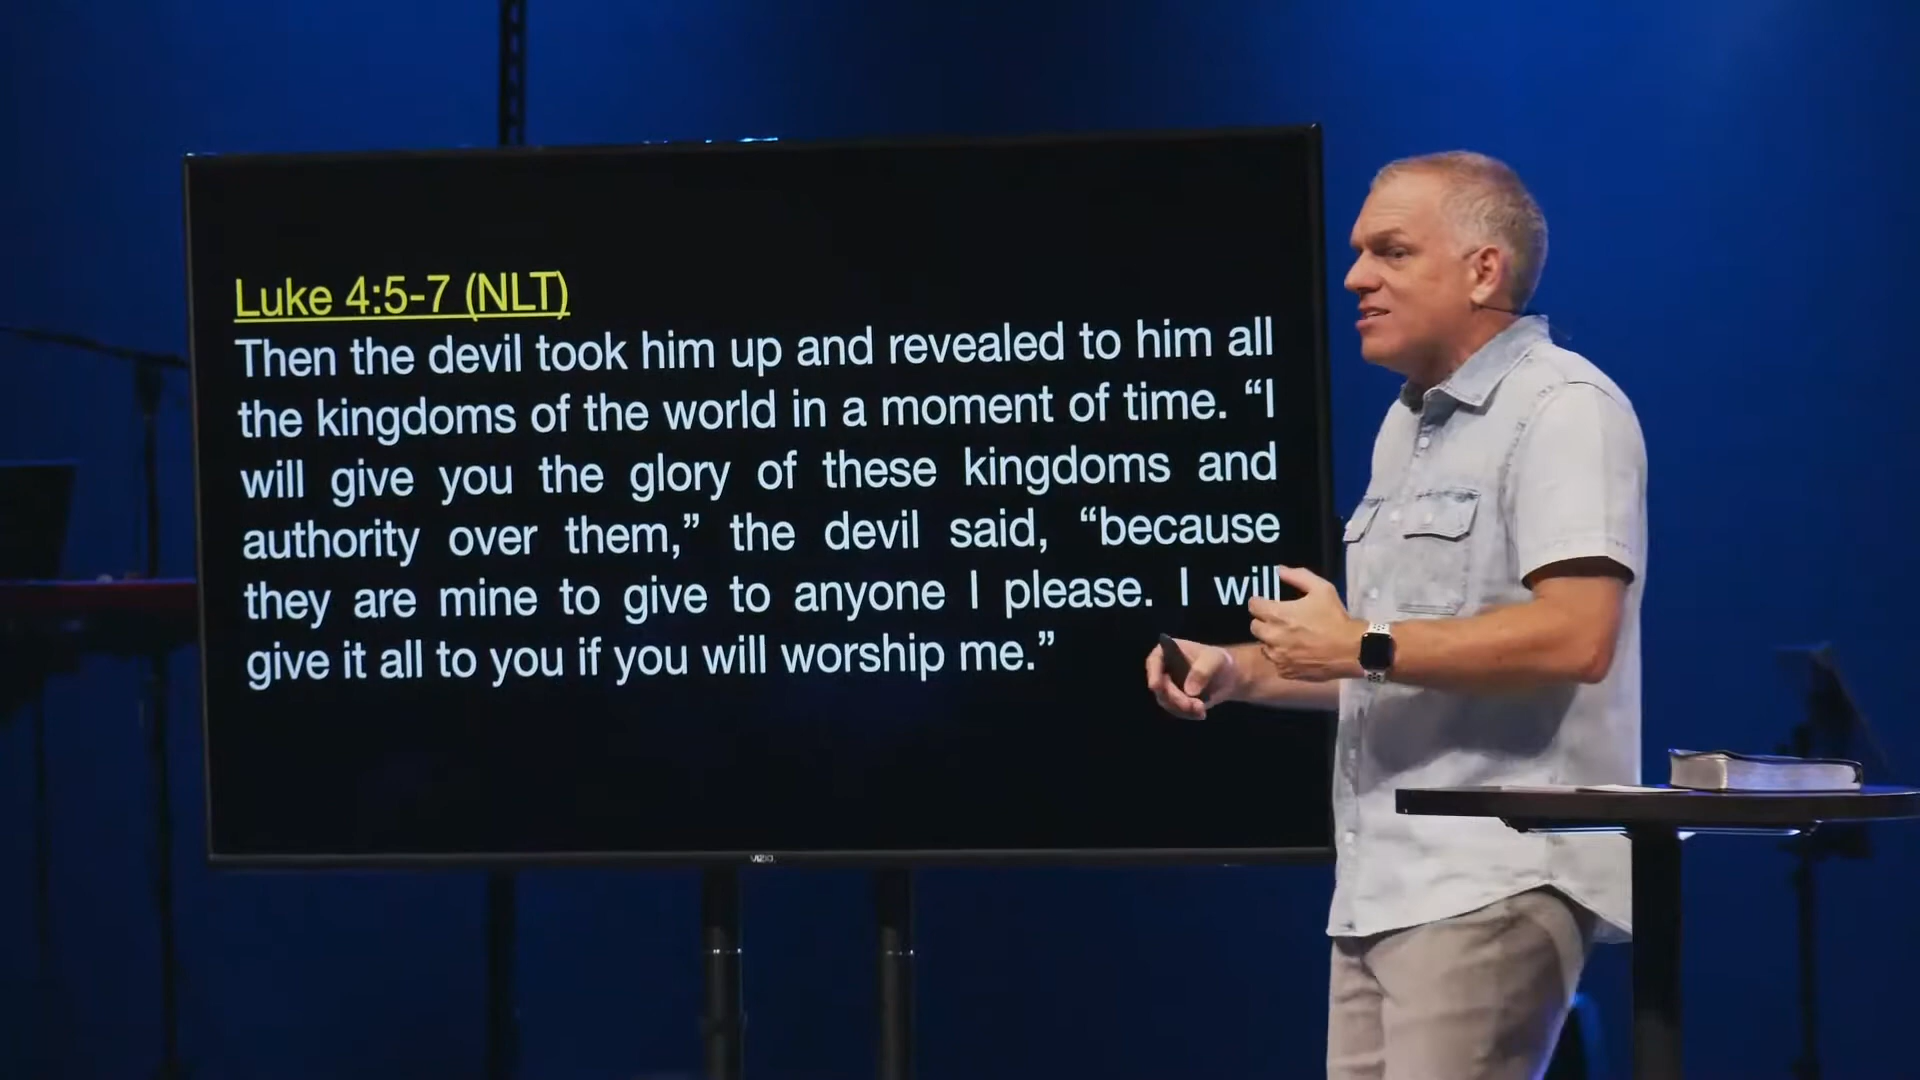 Luke 4:5-7 (NLT)
Then the devil took him up and revealed to him all
the kingdoms of the world in a moment of time. “I
will give you the glory of these kingdoms and
authority over them,” the devil said, “because
they are mine to give to anyone I please. I will
give it all to you if you will worship me.”
VIZIO